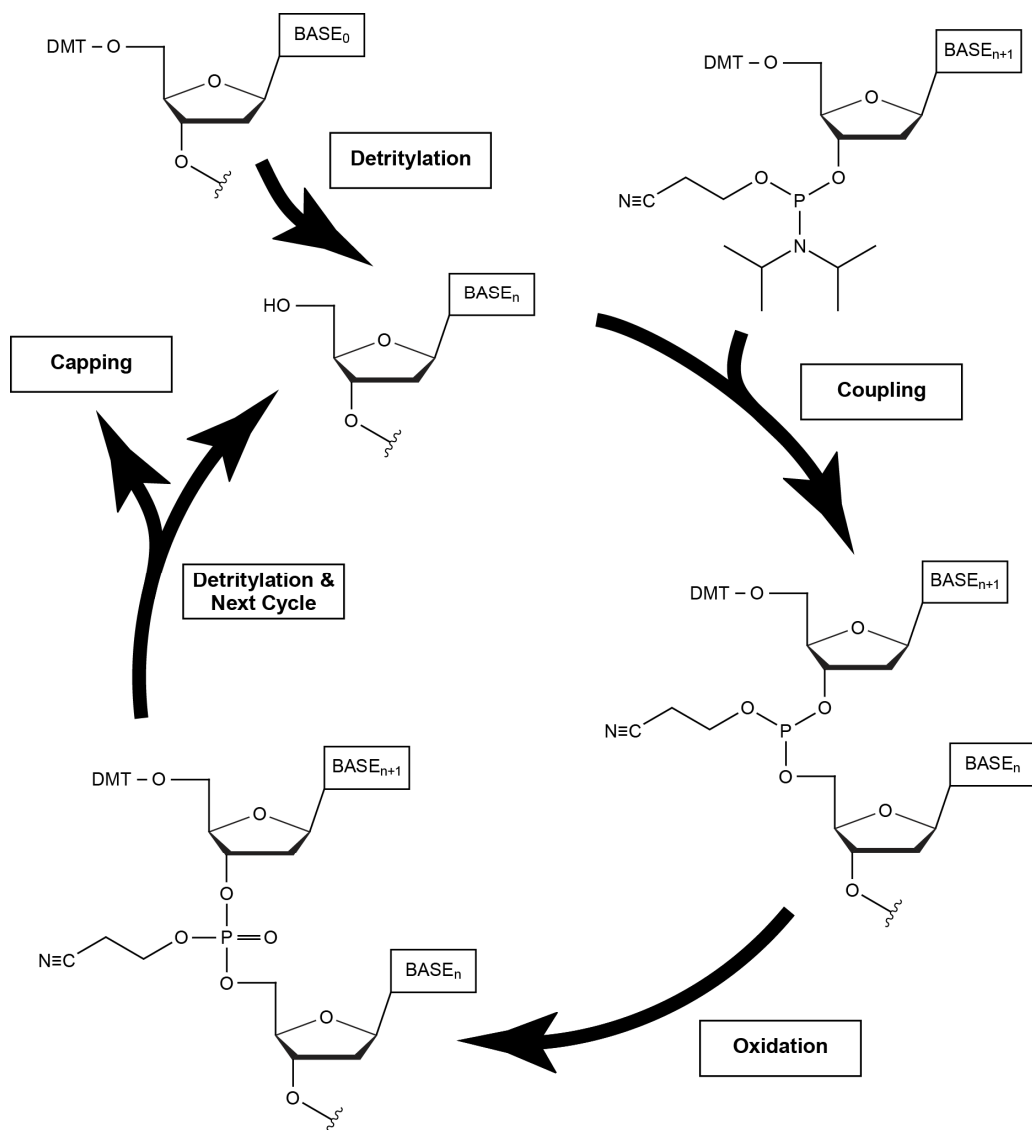 BASE0
DMT – O
O
O
Detritylation
BASEn+1
DMT – O
O
O
O
P
N≡C
N
BASEn
HO
O
O
Capping
Coupling
Detritylation &
Next Cycle
BASEn+1
DMT – O
O
O
O
P
N≡C
O
BASEn
O
O
BASEn+1
DMT – O
O
O
O
P
O
N≡C
O
BASEn
O
O
Oxidation